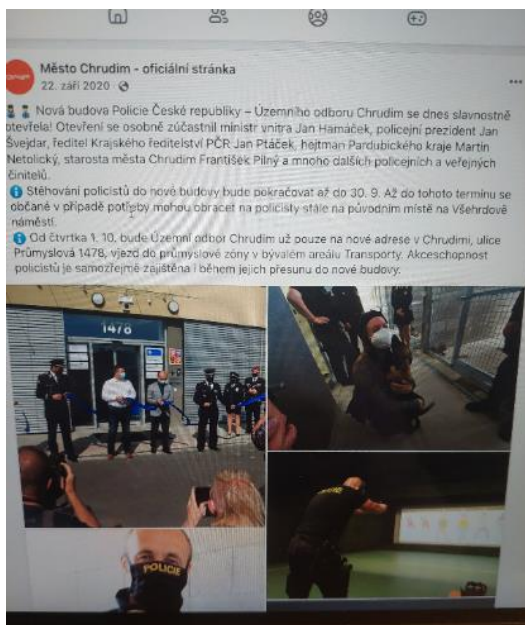 Město Chrudim - oficiální stránka
22. září 2020
Nová budova Policie České republiky – Územního odboru Chrudim se dnes slavnostně
otevřela! Otevření se osobně zúčastnil ministr vnitra Jan Hamáček, policejní prezident Jan
Švejdar, ředitel Krajského ředitelství PČR Jan Ptáček, hejtman Pardubického kraje Martin
Netolický, starosta města Chrudim František Pilný a mnoho dalších policejních a veřejných
činitelů.
Stěhování policistů do nové budovy bude pokračovat až do 30. 9. Až do tohoto termínu se
občané v případě potřeby mohou obracet na policisty stále na původním místě na Všehrdově
náměstí.
Od čtvrtka 1. 10. bude Územní odbor Chrudim už pouze na nové adrese v Chrudimi, ulice
Průmyslová 1478, vjezd do průmyslové zóny v bývalém areálu Transporty. Akceschopnost
policistů je samozřejmě zajištěna i během jejich přesunu do nové budovy.
1478
POLICIE